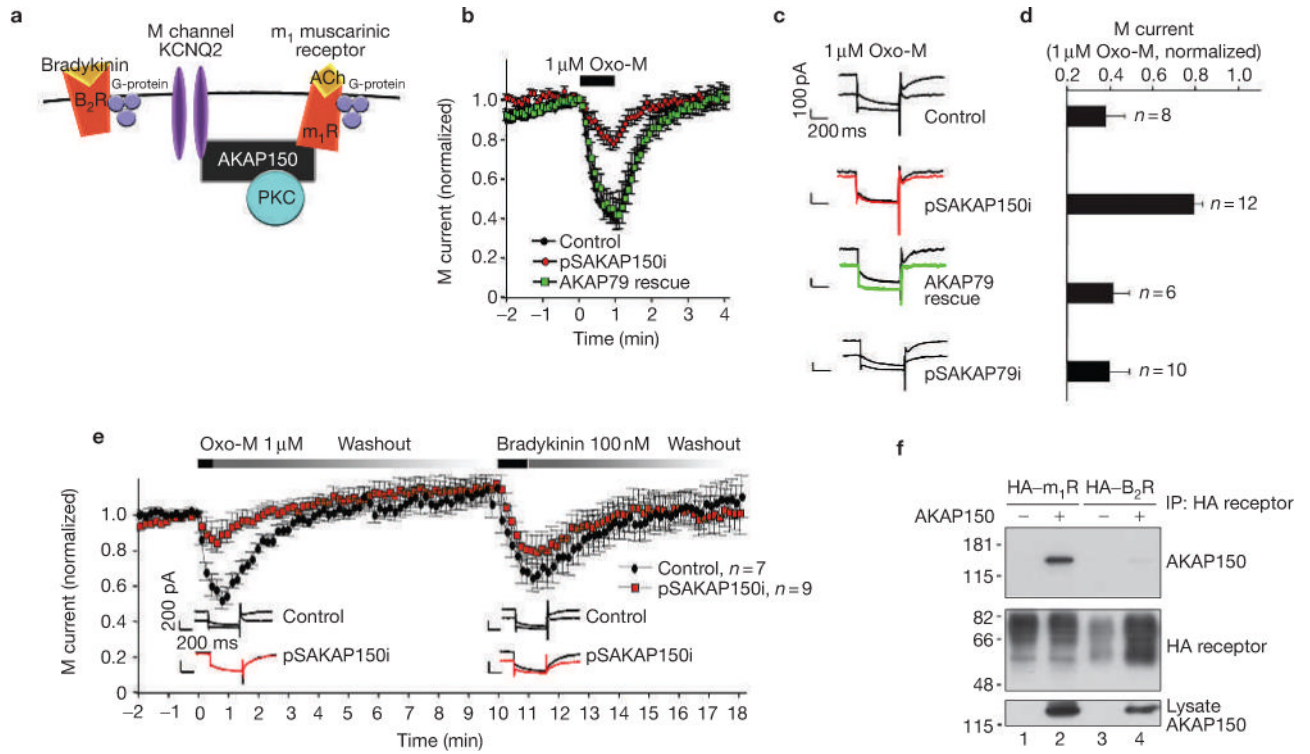 a
M channel
KCNQ2
m1 muscarinic
receptor
Bradykinin
G-protein
ACh
G-protein
B2R
m1R
AKAP150
PKC
b
1 μM Oxo-M
M current (normalized)
1.0
0.8
0.6
0.4
0.2
0
Control
pSAKAP150i
AKAP79 rescue
−2 −1 0 1 2 3 4
Time (min)
c
1 μM Oxo-M
100 pA
200 ms
Control
pSAKAP150i
AKAP79
rescue
pSAKAP79i
d
M current
(1 μM Oxo-M, normalized)
0.2 0.4 0.6 0.8 1.0
n = 8
n = 12
n = 6
n = 10
e
Oxo-M 1 μM Washout
Bradykinin 100 nM Washout
M current (normalized)
1.4
1.2
1.0
0.8
0.6
0.4
0.2
0
200 pA
200 ms
Control
pSAKAP150i
Control, n = 7
pSAKAP150i, n = 9
Control
pSAKAP150i
−2 −1 0 1 2 3 4 5 6 7 8 9 10 11 12 13 14 15 16 17 18
Time (min)
f
HA–m1R HA–B2R
IP: HA receptor
AKAP150 − + − +
181
115
AKAP150
82
66
48
HA receptor
115
Lysate
AKAP150
1 2 3 4